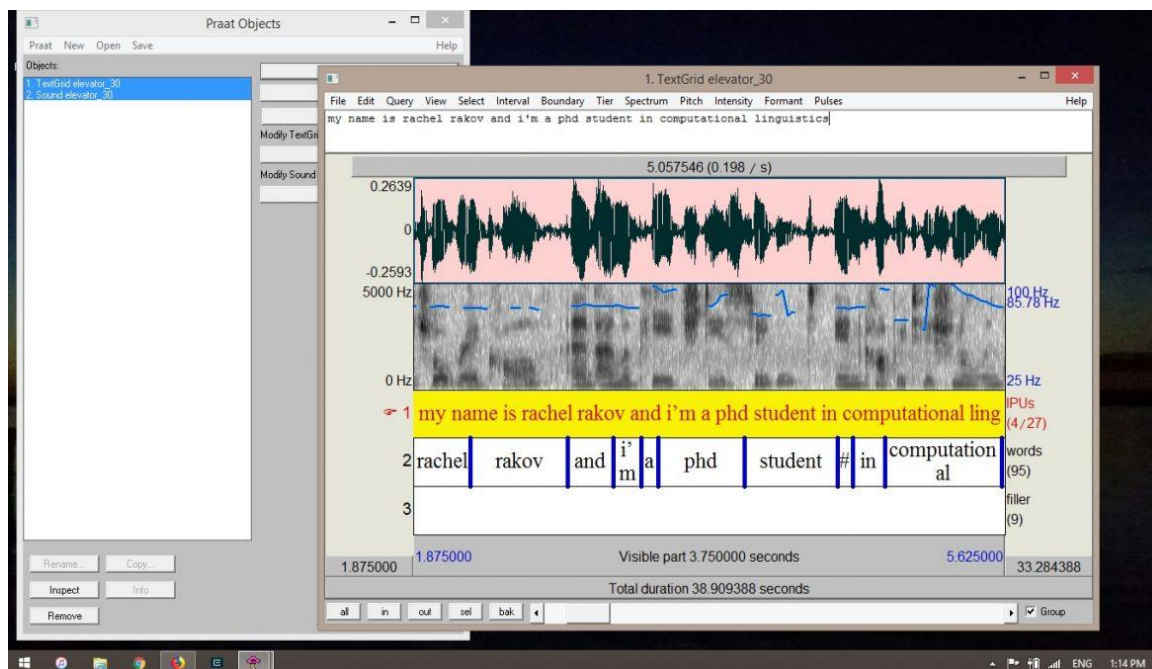 Praat Objects
Praat New Open Save Help
Objects:
1. TextGrid elevator_30
2. Sound elevator_30
Modify TextGri
Modify Sound
Rename... Copy...
Inspect Info
Remove
1. TextGrid elevator_30
File Edit Query View Select Interval Boundary Tier Spectrum Pitch Intensity Formant Pulses Help
my name is rachel rakov and i'm a phd student in computational linguistics
5.057546 (0.198 / s)
0.2639
0
-0.2593
5000 Hz 100 Hz
85.78 Hz
0 Hz 25 Hz
1 my name is rachel rakov and i'm a phd student in computational ling IPUs
(4/27)
2 rachel rakov and i'm a phd student # in computational words
(95)
3 filler
(9)
1.875000 1.875000 Visible part 3.750000 seconds 5.625000 33.284388
Total duration 38.909388 seconds
all in out sel bak Group
ENG 1:14 PM